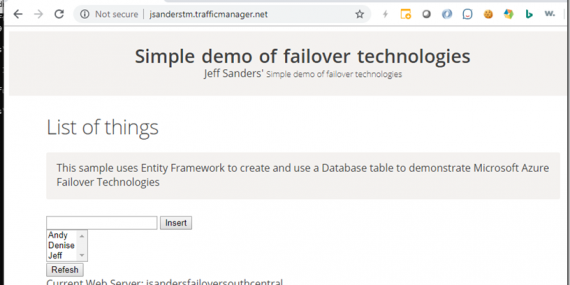 Not secure | jsanderstm.trafficmanager.net
Simple demo of failover technologies
Jeff Sanders' Simple demo of failover technologies
List of things
This sample uses Entity Framework to create and use a Database table to demonstrate Microsoft Azure
Failover Technologies
Insert
Andy
Denise
Jeff
Refesh
Current Web Server: jsandersfailoversouthcentral